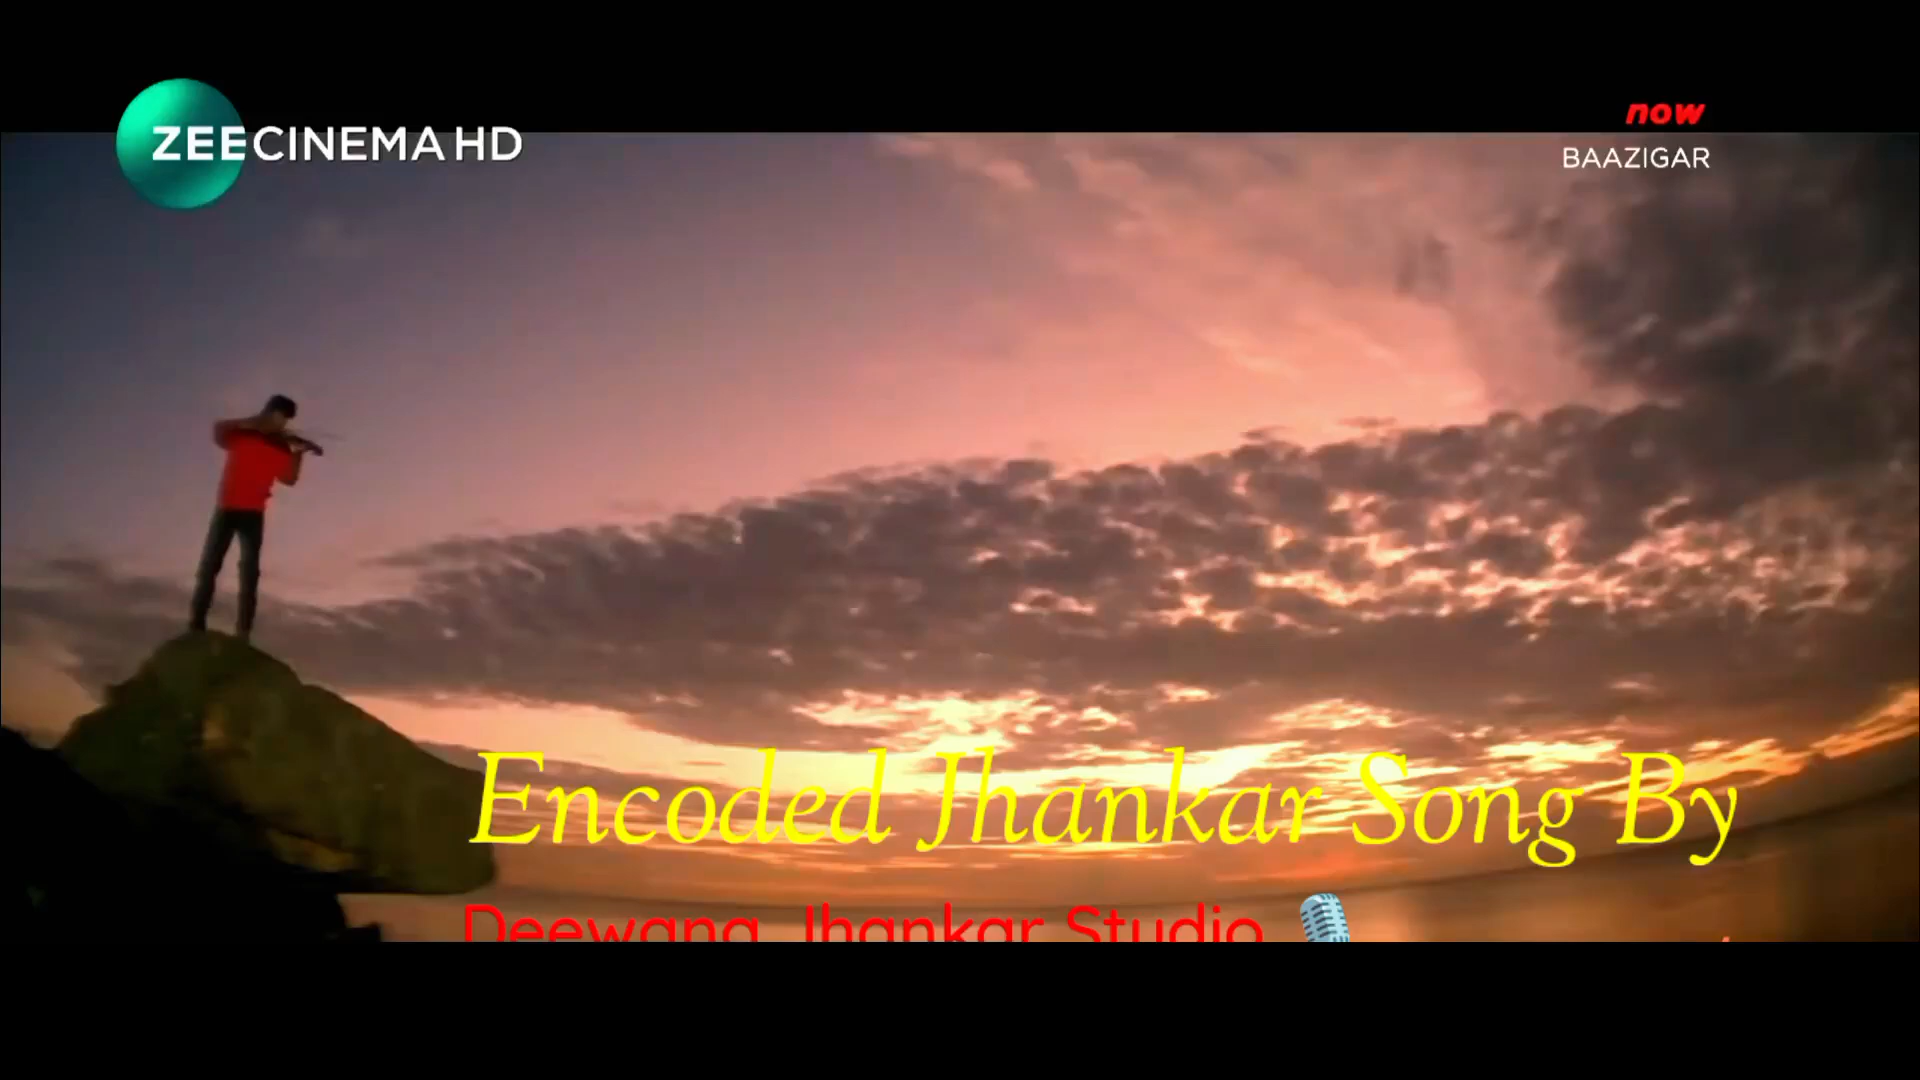 ZEECINEMA HD
now
BAAZIGAR
Encoded Jhankar Song By
Deewana Jhankar Studio